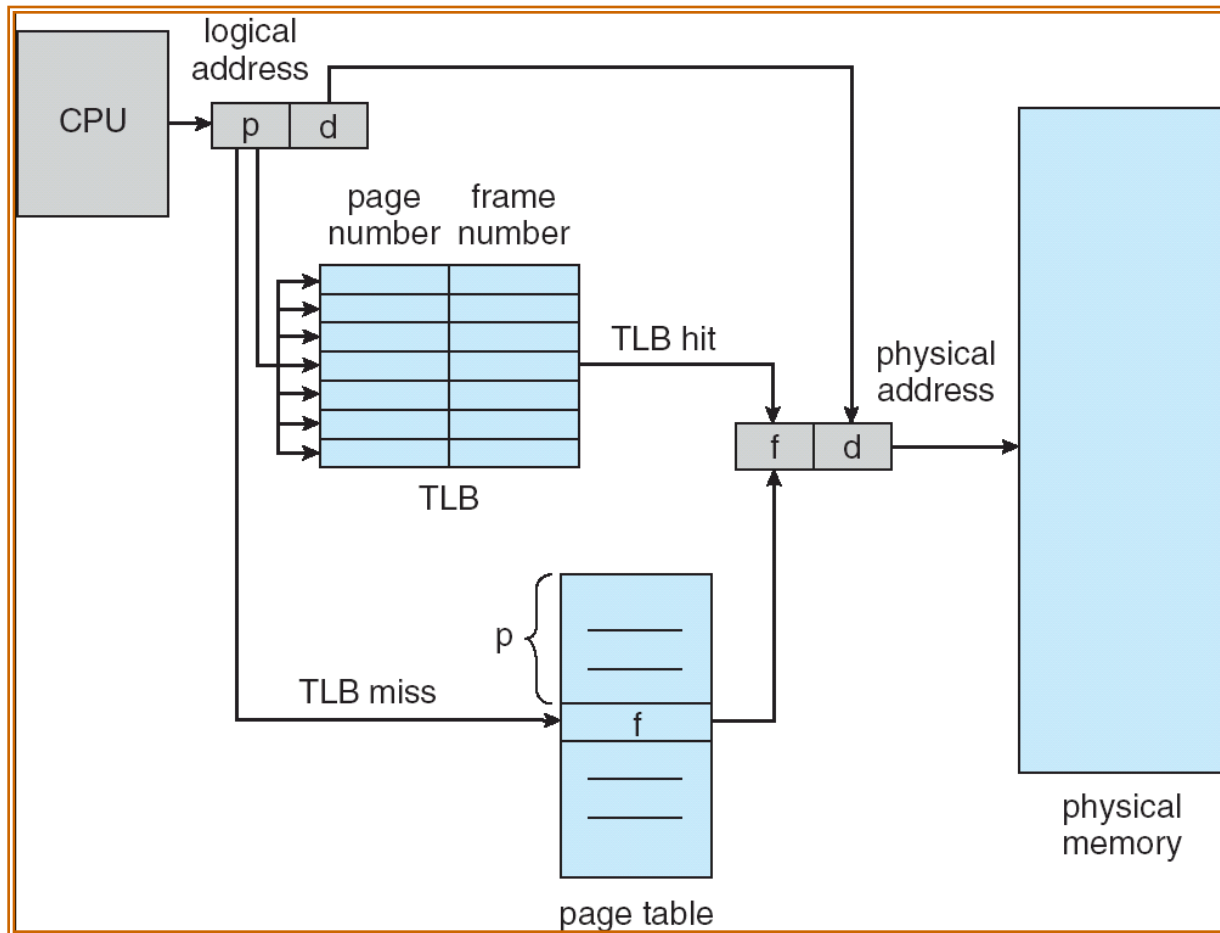 logical
address
CPU
p d
page frame
number number
TLB hit
physical
address
f d
TLB
p
TLB miss
f
physical
memory
page table